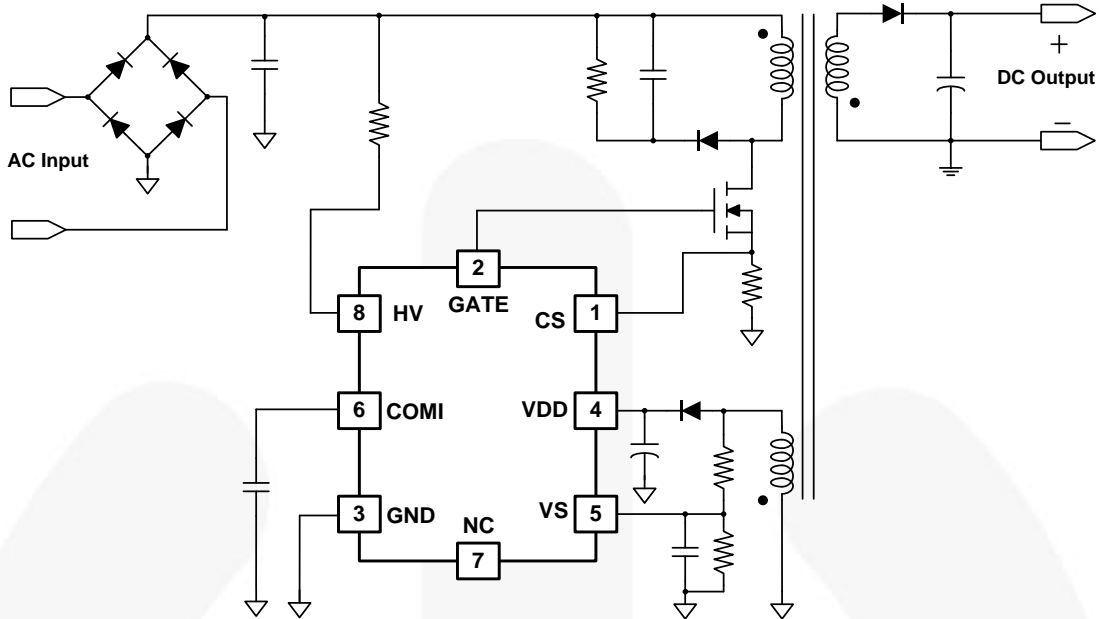 +
DC Output
−
AC Input
2
GATE
8
HV
CS
1
6
COMI
VDD
4
3
GND
NC
VS
5
7